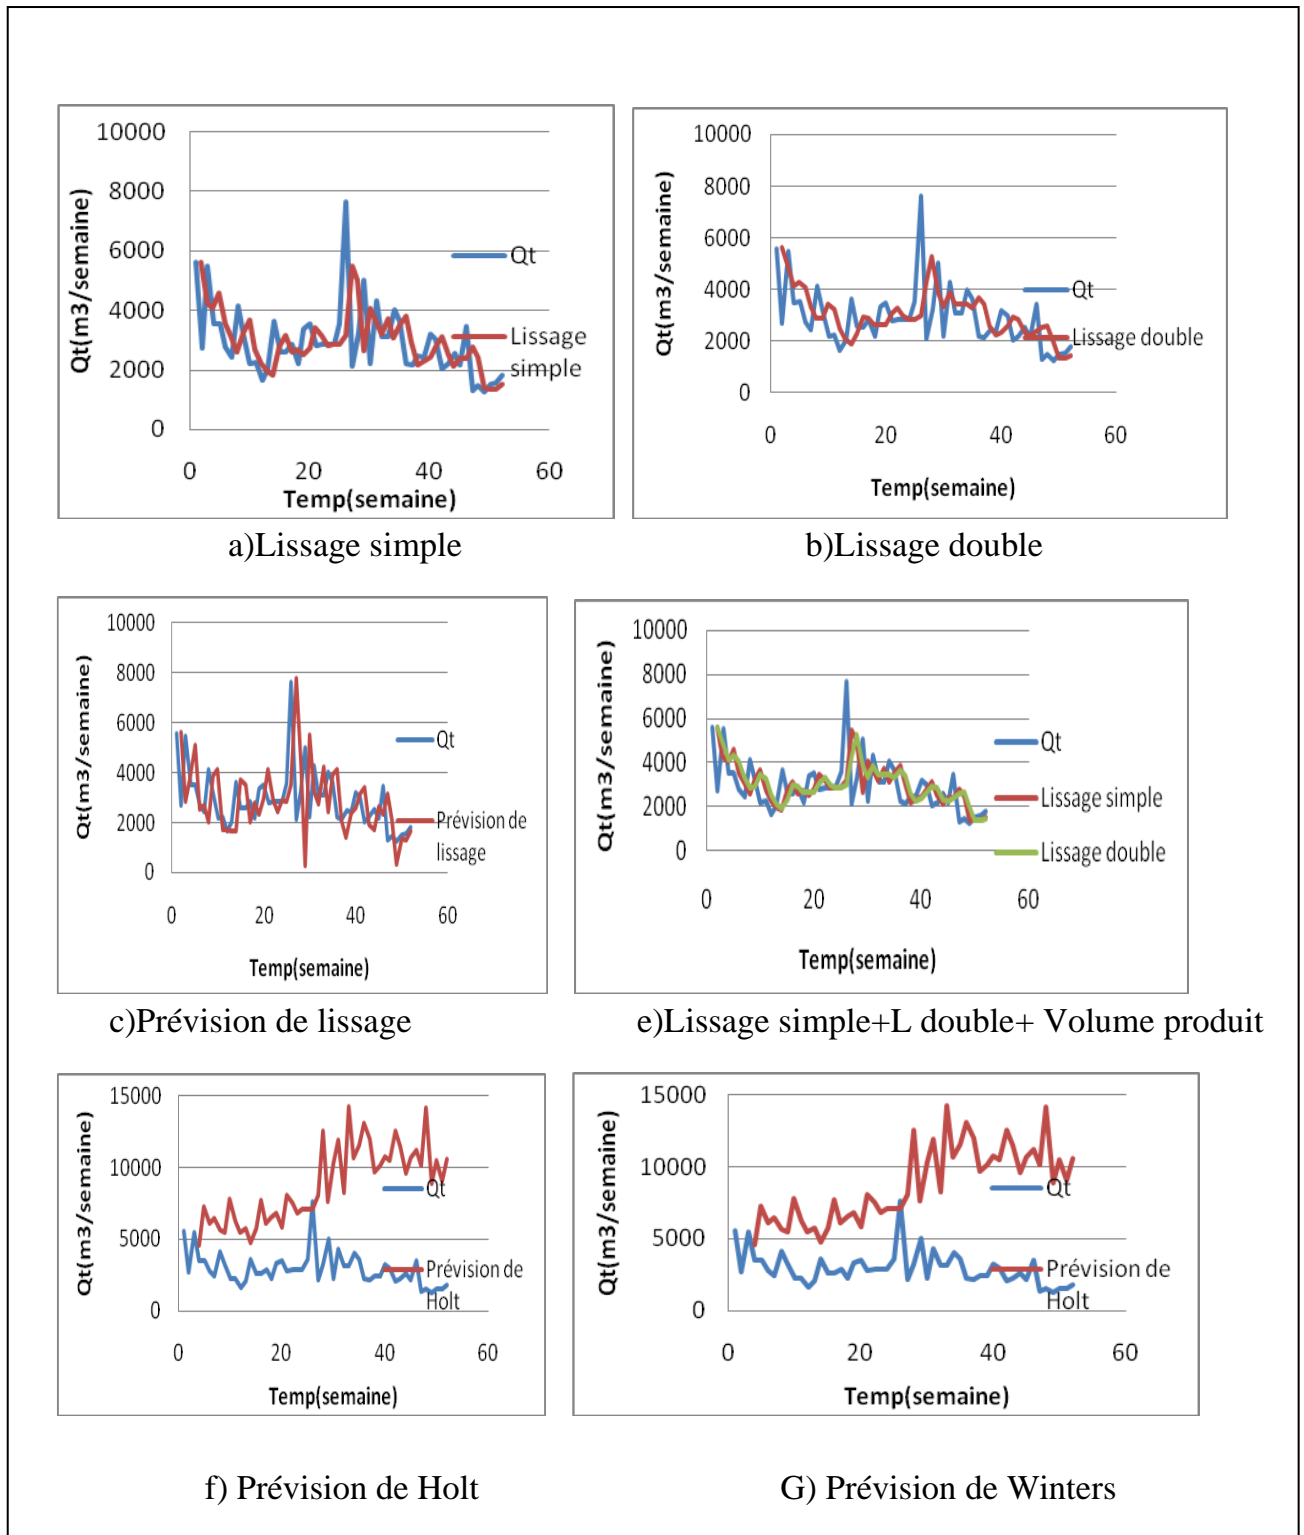 10000
8000
6000
4000
2000
0
0 20 40 60
Qt(m3/semaine)
Temp(semaine)
Qt
Lissage
simple
a)Lissage simple
10000
8000
6000
4000
2000
0
0 20 40 60
Qt(m3/semaine)
Temp(semaine)
Qt
Lissage double
b)Lissage double
10000
8000
6000
4000
2000
0
0 20 40 60
Qt(m3/semaine)
Temp(semaine)
Qt
Prévision de
lissage
c)Prévision de lissage
10000
8000
6000
4000
2000
0
0 20 40 60
Qt(m3/semaine)
Temp(semaine)
Qt
Lissage simple
Lissage double
e)Lissage simple+L double+ Volume produit
15000
10000
5000
0
0 20 40 60
Qt(m3/semaine)
Temp(semaine)
Qt
Prévision de
Holt
f) Prévision de Holt
15000
10000
5000
0
0 20 40 60
Qt(m3/semaine)
Temp(semaine)
Qt
Prévision de
Holt
G) Prévision de Winters